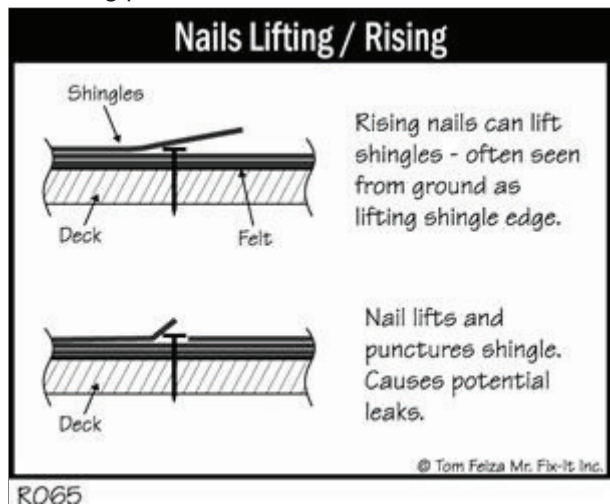 Nails Lifting / Rising
Shingles
Rising nails can lift
shingles - often seen
from ground as
lifting shingle edge.
Deck
Felt
Nail lifts and
punctures shingle.
Causes potential
leaks.
Deck
© Tom Feiza Mr. Fix-It Inc.
R065